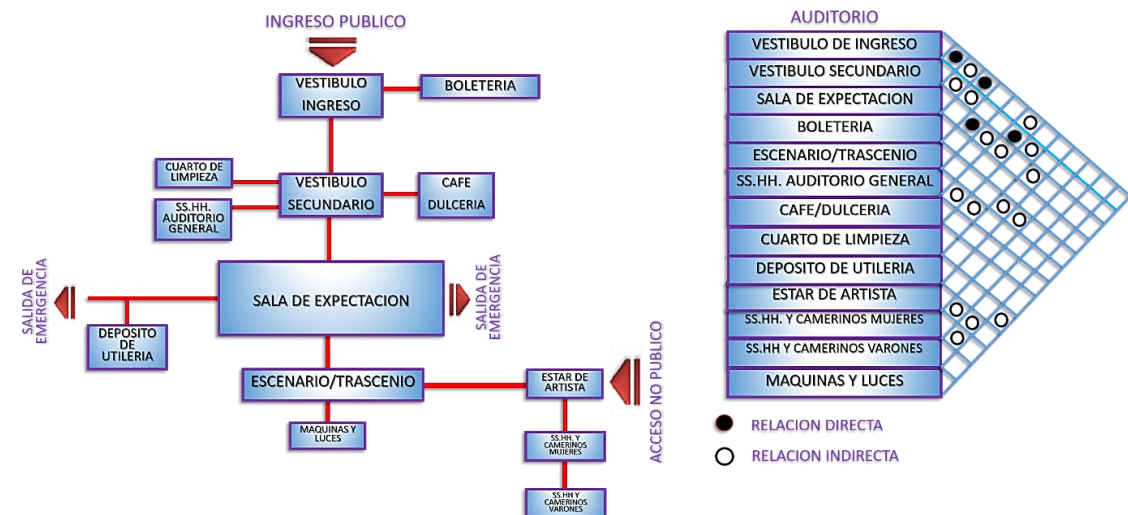 INGRESO PUBLICO
VESTIBULO
INGRESO
BOLETERIA
CUARTO DE
LIMPIEZA
SS.HH.
AUDITORIO
GENERAL
VESTIBULO
SECUNDARIO
CAFE
DULCERIA
SALIDA DE
EMERGENCIA
SALA DE EXPECTACION
SALIDA DE
EMERGENCIA
DEPOSITO
DE
UTILERIA
ESCENARIO/TRASCENIO
ESTAR DE
ARTISTA
ACCESO NO PUBLICO
MAQUINAS Y
LUCES
SS.HH. Y
CAMERINOS
MUJERES
SS.HH Y
CAMERINOS
VARONES
AUDITORIO
VESTIBULO DE INGRESO
VESTIBULO SECUNDARIO
SALA DE EXPECTACION
BOLETERIA
ESCENARIO/TRASCENIO
SS.HH. AUDITORIO GENERAL
CAFE/DULCERIA
CUARTO DE LIMPIEZA
DEPOSITO DE UTILERIA
ESTAR DE ARTISTA
SS.HH. Y CAMERINOS MUJERES
SS.HH Y CAMERINOS VARONES
MAQUINAS Y LUCES
RELACION DIRECTA
RELACION INDIRECTA